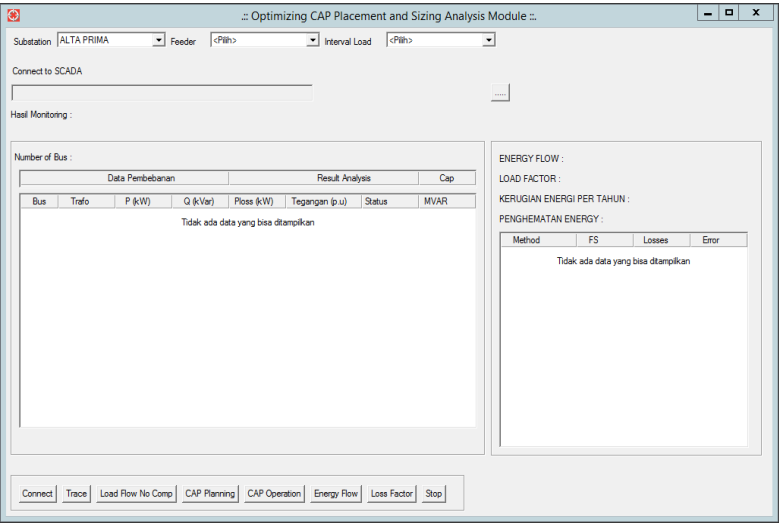 .:: Optimizing CAP Placement and Sizing Analysis Module ::.
Substation ALTA PRIMA Feeder <Pilih> Interval Load <Pilih>
Connect to SCADA
.....
Hasil Monitoring :
Number of Bus :
Data Pembebanan Result Analysis Cap
Bus Trafo P (kW) Q (kVar) Ploss (kW) Tegangan (p.u) Status MVAR
Tidak ada data yang bisa ditampilkan
ENERGY FLOW :
LOAD FACTOR :
KERUGIAN ENERGI PER TAHUN :
PENGHEMATAN ENERGY :
Method FS Losses Error
Tidak ada data yang bisa ditampilkan
Connect Trace Load Flow No Comp CAP Planning CAP Operation Energy Flow Loss Factor Stop